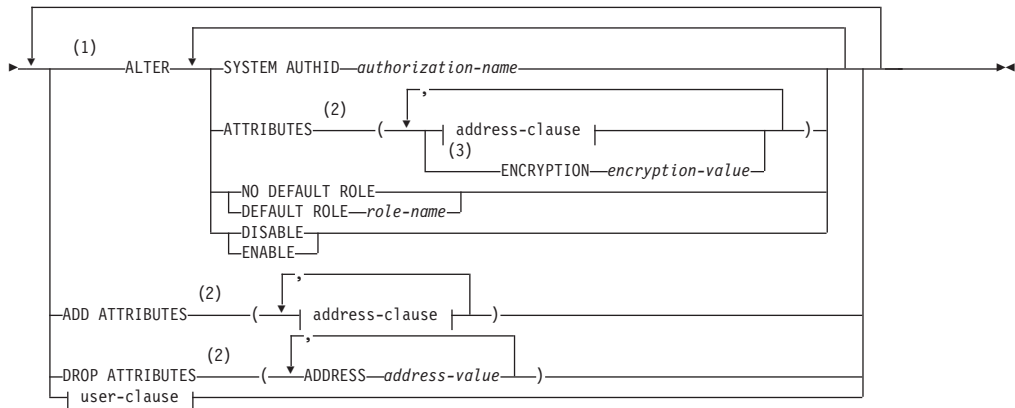 (1)
ALTER SYSTEM AUTHID authorization-name
,
(2)
ATTRIBUTES ( address-clause )
(3)
ENCRYPTION encryption-value
NO DEFAULT ROLE
DEFAULT ROLE role-name
DISABLE
ENABLE
,
(2)
ADD ATTRIBUTES ( address-clause )
,
(2)
DROP ATTRIBUTES ( ADDRESS address-value )
user-clause